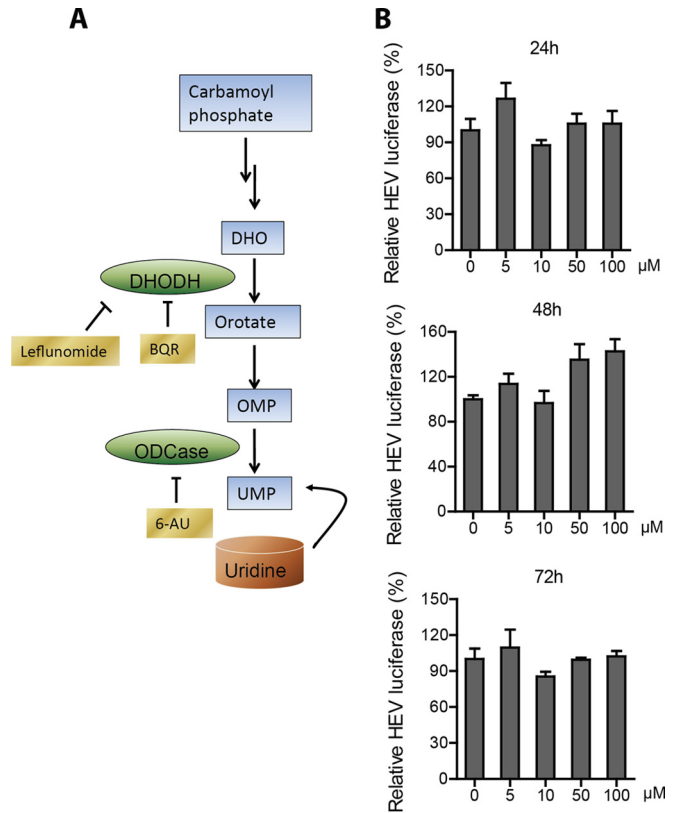 A
Carbamoyl
phosphate
DHO
DHODH
Leflunomide
BQR
Orotate
OMP
ODCase
UMP
6-AU
Uridine
B
24h
Relative HEV luciferase (%)
150
120
90
60
30
0
0 5 10 50 100 µM
48h
Relative HEV luciferase (%)
160
120
80
40
0
0 5 10 50 100 µM
72h
Relative HEV luciferase (%)
150
120
90
60
30
0
0 5 10 50 100 µM